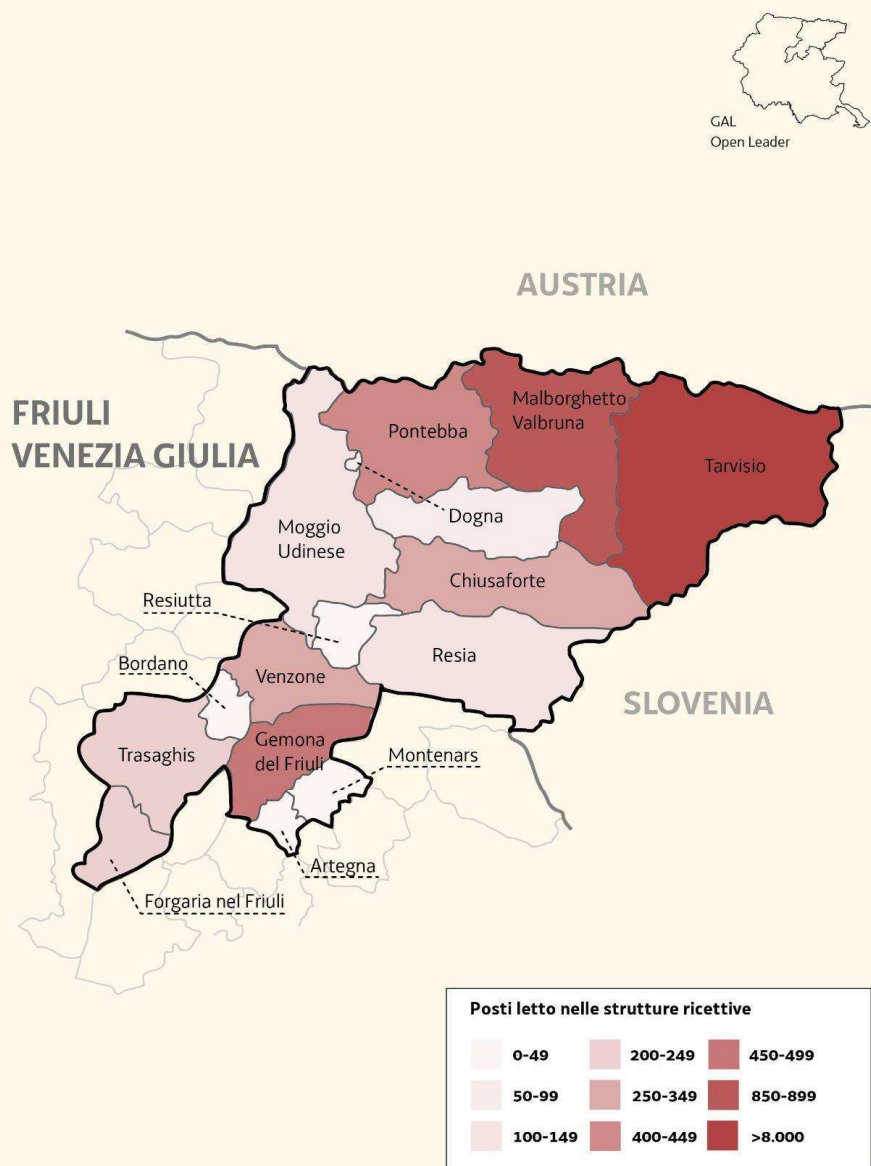 GAL
Open Leader
AUSTRIA
FRIULI
VENEZIA GIULIA
Malborghetto
Valbruna
Pontebba
Tarvisio
Dogna
Moggio
Udinese
Chiusaforte
Resiutta
Resia
Bordano
Venzone
SLOVENIA
Gemona
del Friuli
Trasaghis
Montenars
Artegna
Forgaria nel Friuli
Posti letto nelle strutture ricettive
0-49
200-249
450-499
50-99
250-349
850-899
100-149
400-449
>8.000